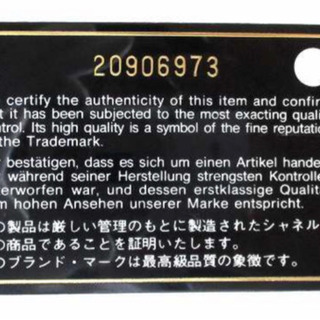 20906973
certify the authenticity of this item and confir
it has been subjected to the most exacting quali
trol. Its high quality is a symbol of the fine reputatio
the Trademark.
bestätigen, dass es sich um einen Artikel hande
während seiner Herstellung strengsten Kontrolle
erworfen war, und dessen erstklassige Qualit
m hohen Ansehen unserer Marke entspricht.
の製品は厳しい管理のもとに製造されたシャネル
の商品であることを証明いたします。
のブランド・マークは最高級品質の象徴です。